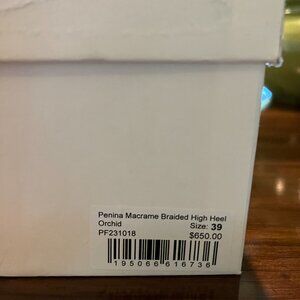 Penina Macrame Braided High Heel
Orchid Size: 39
PF231018 $650.00
195066616736